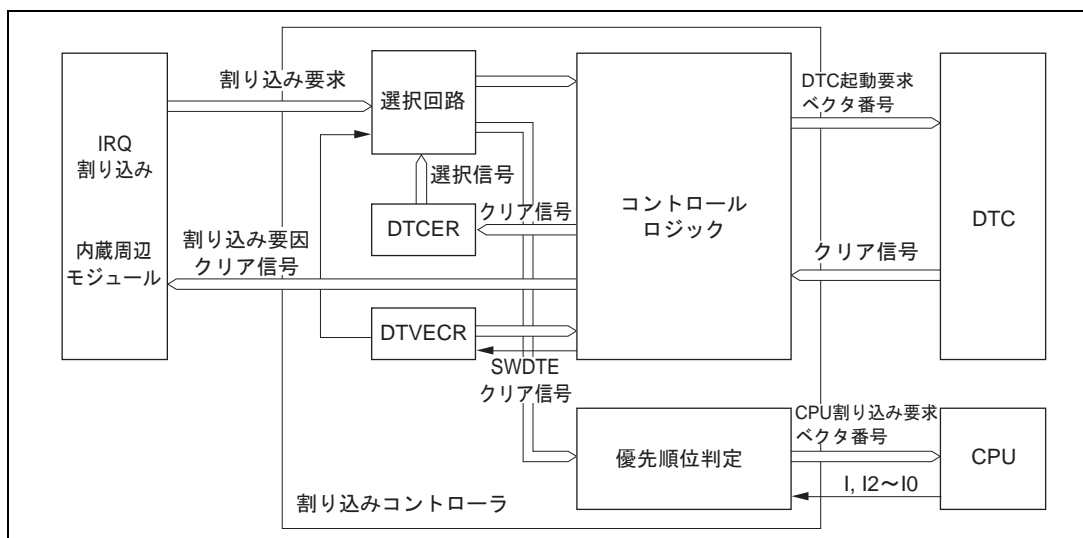 IRQ
割り込み
内蔵周辺
モジュール
割り込み要求
選択回路
選択信号
DTCER
クリア信号
割り込み要因
クリア信号
DTVECR
SWDTE
クリア信号
コントロール
ロジック
DTC起動要求
ベクタ番号
DTC
クリア信号
優先順位判定
CPU割り込み要求
ベクタ番号
CPU
I, I2～I0
割り込みコントローラ